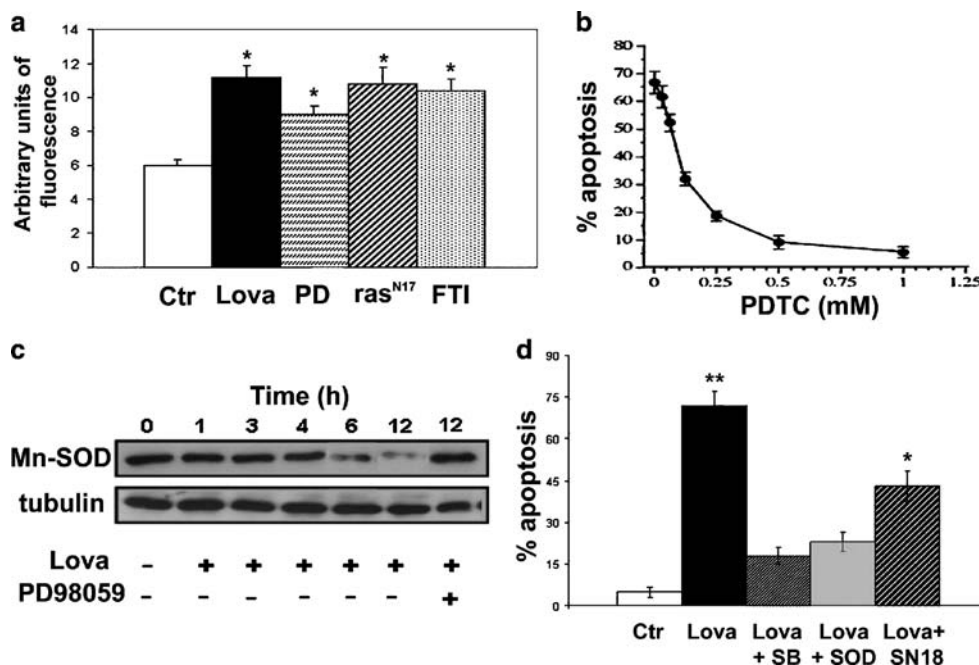 a
Arbitrary units of
fluorescence
14
12
10
8
6
4
2
0
* * * *
Ctr Lova PD ras^N17 FTI
b
% apoptosis
80
70
60
50
40
30
20
10
0
0 0.25 0.5 0.75 1 1.25
PDTC (mM)
c
Time (h)
0 1 3 4 6 12 12
Mn-SOD
tubulin
Lova - + + + + + +
PD98059 - - - - - - +
d
% apoptosis
90
75
60
45
30
15
0
** *
Ctr Lova Lova Lova Lova+
+ SB + SOD SN18